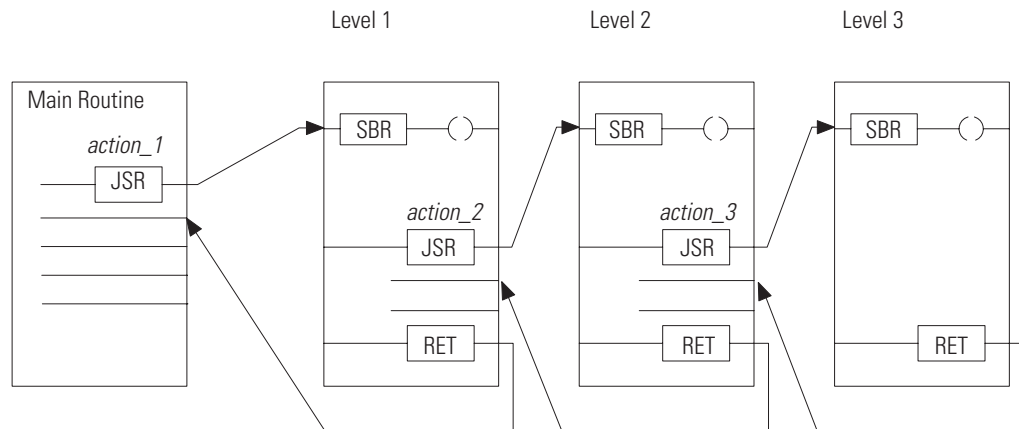 Level 1
Level 2
Level 3
Main Routine
action_1
JSR
SBR
action_2
JSR
RET
SBR
action_3
JSR
RET
SBR
RET